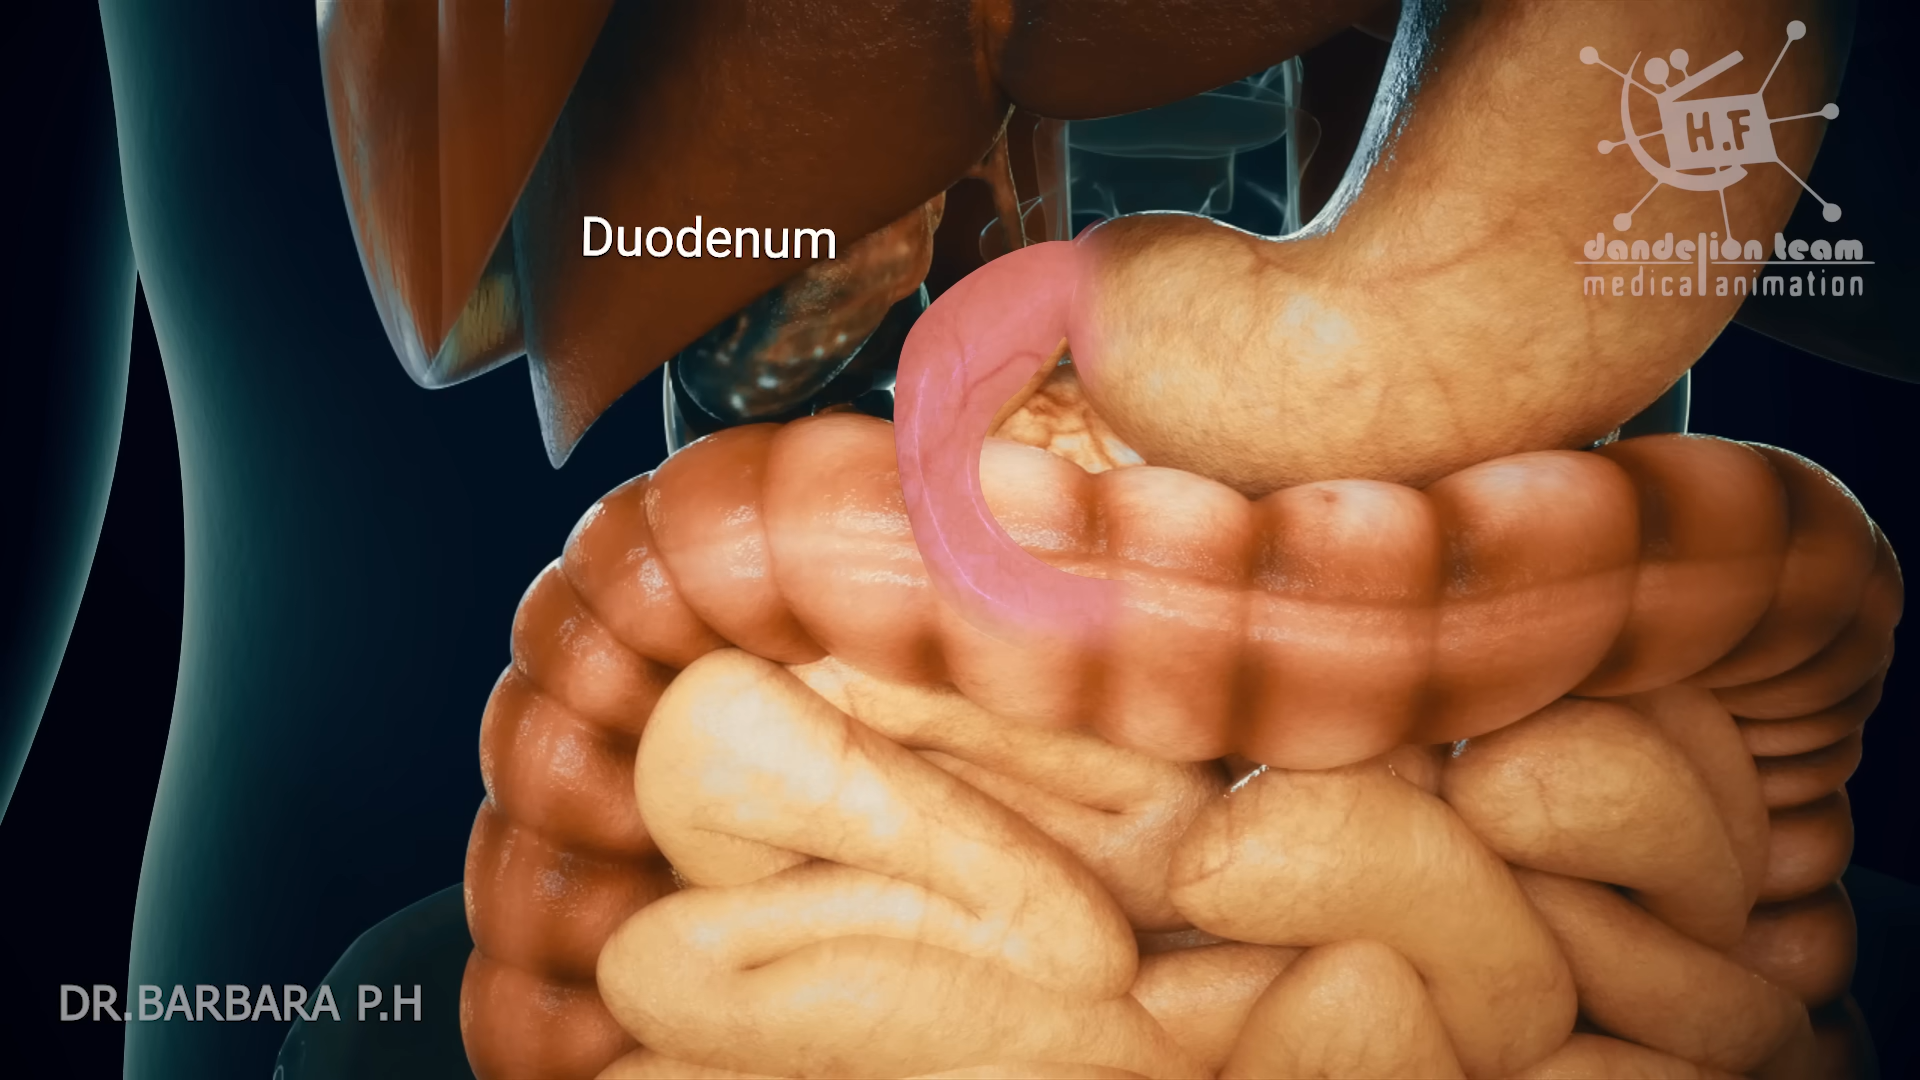 Duodenum
H.F
dandelion team
medical animation
DR.BARBARA P.H